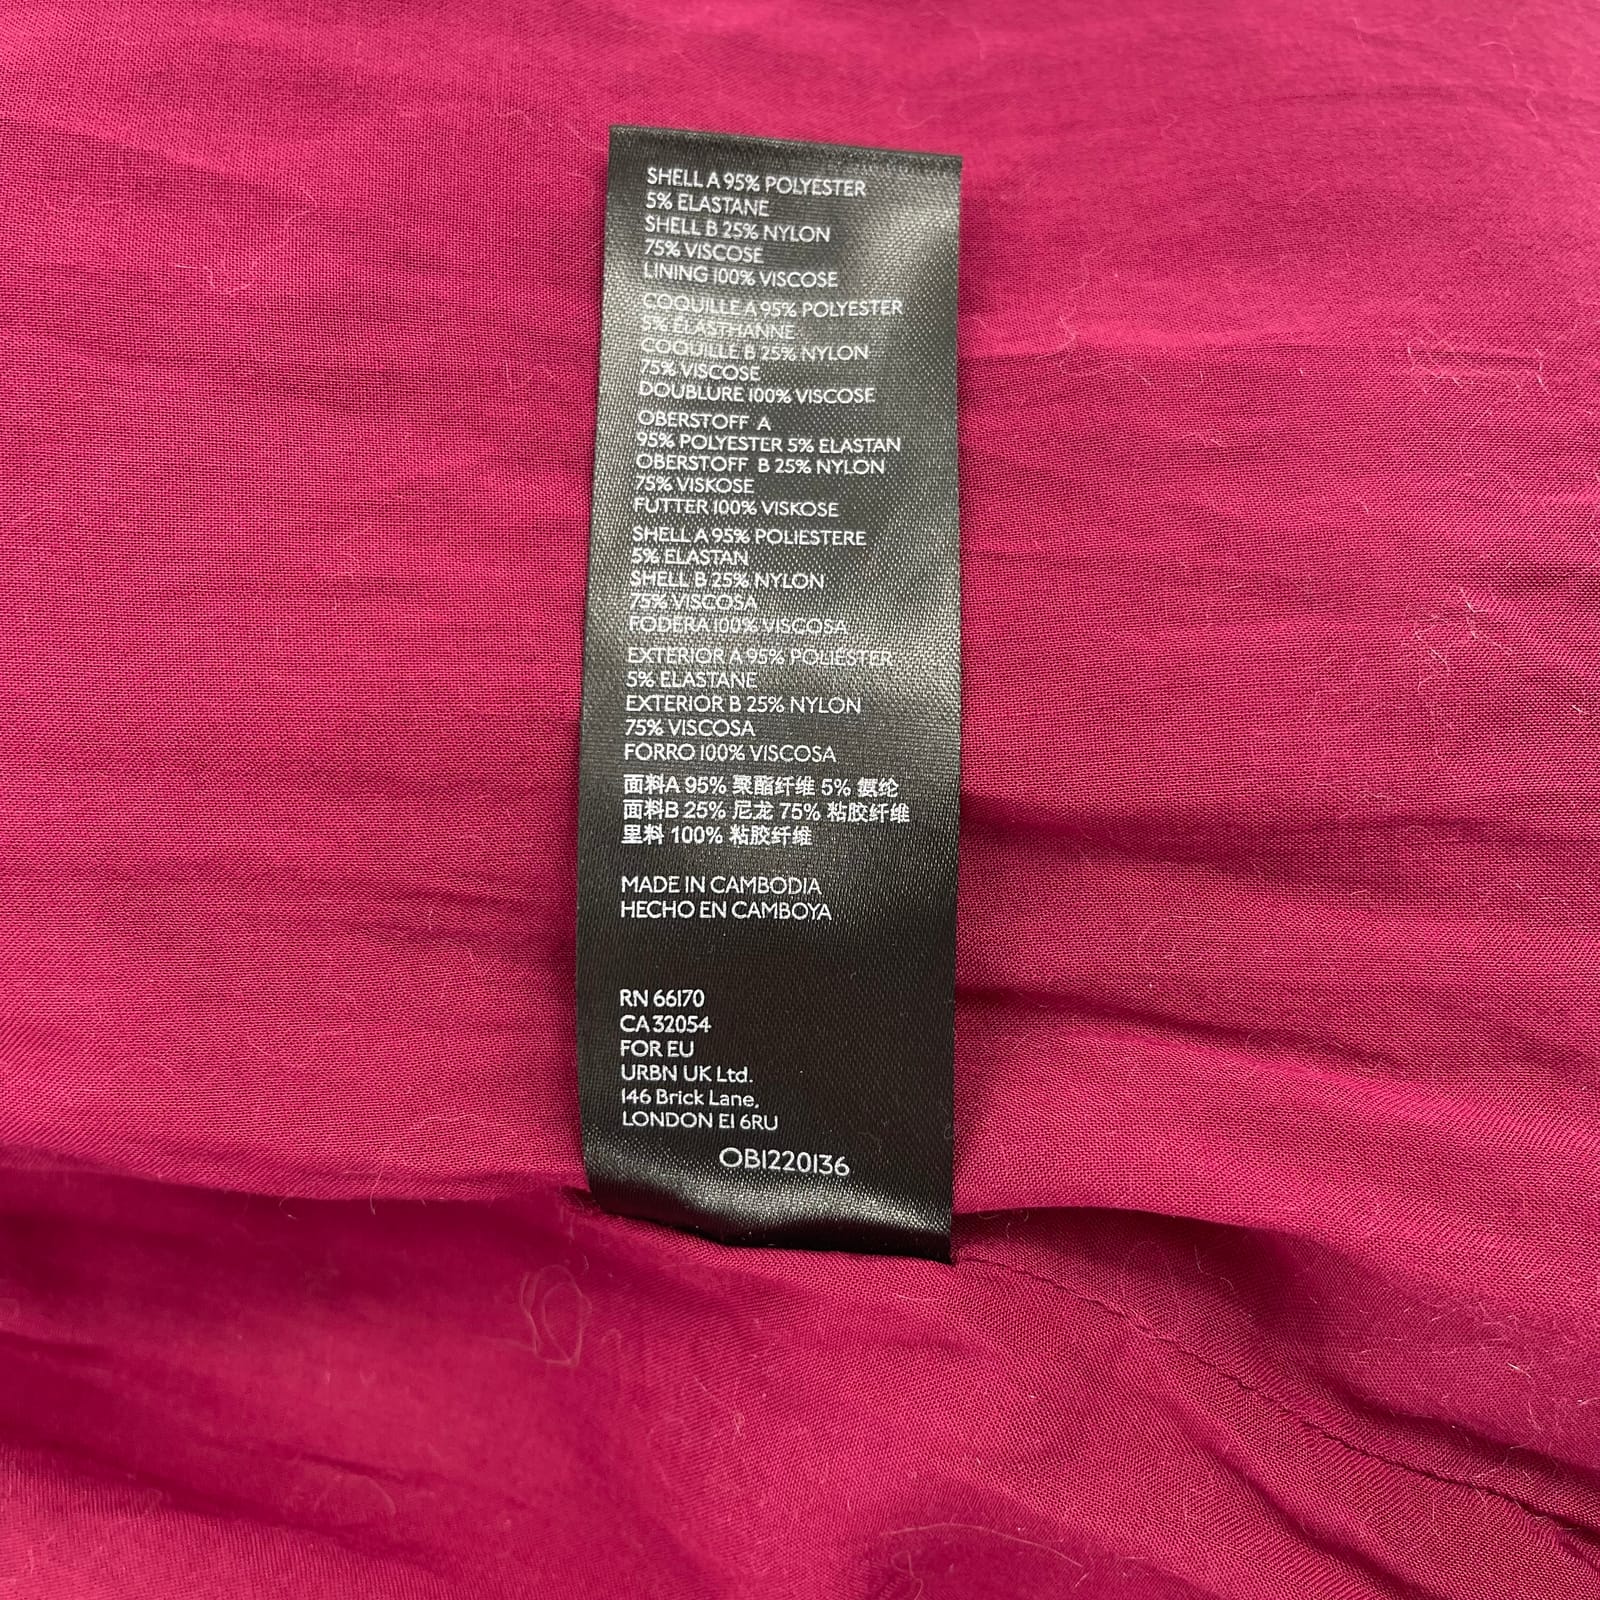 SHELL A 95% POLYESTER
5% ELASTANE
SHELL B 25% NYLON
75% VISCOSE
LINING 100% VISCOSE
COQUILLE A 95% POLYESTER
5% ELASTHANNE
COQUILLE B 25% NYLON
75% VISCOSE
DOUBLURE 100% VISCOSE
OBERSTOFF A
95% POLYESTER 5% ELASTAN
OBERSTOFF B 25% NYLON
75% VISKOSE
FUTTER 100% VISKOSE
SHELL A 95% POLIESTERE
5% ELASTAN
SHELL B 25% NYLON
75% VISCOSA
FODERA 100% VISCOSA
EXTERIOR A 95% POLIÉSTER
5% ELASTANE
EXTERIOR B 25% NYLON
75% VISCOSA
FORRO 100% VISCOSA
面料A 95% 聚酯纤维 5% 氨纶
面料B 25% 尼龙 75% 粘胶纤维
里料 100% 粘胶纤维
MADE IN CAMBODIA
HECHO EN CAMBOYA
RN 66170
CA 32054
FOR EU
URBN UK Ltd.
146 Brick Lane,
LONDON E1 6RU
OB1220136